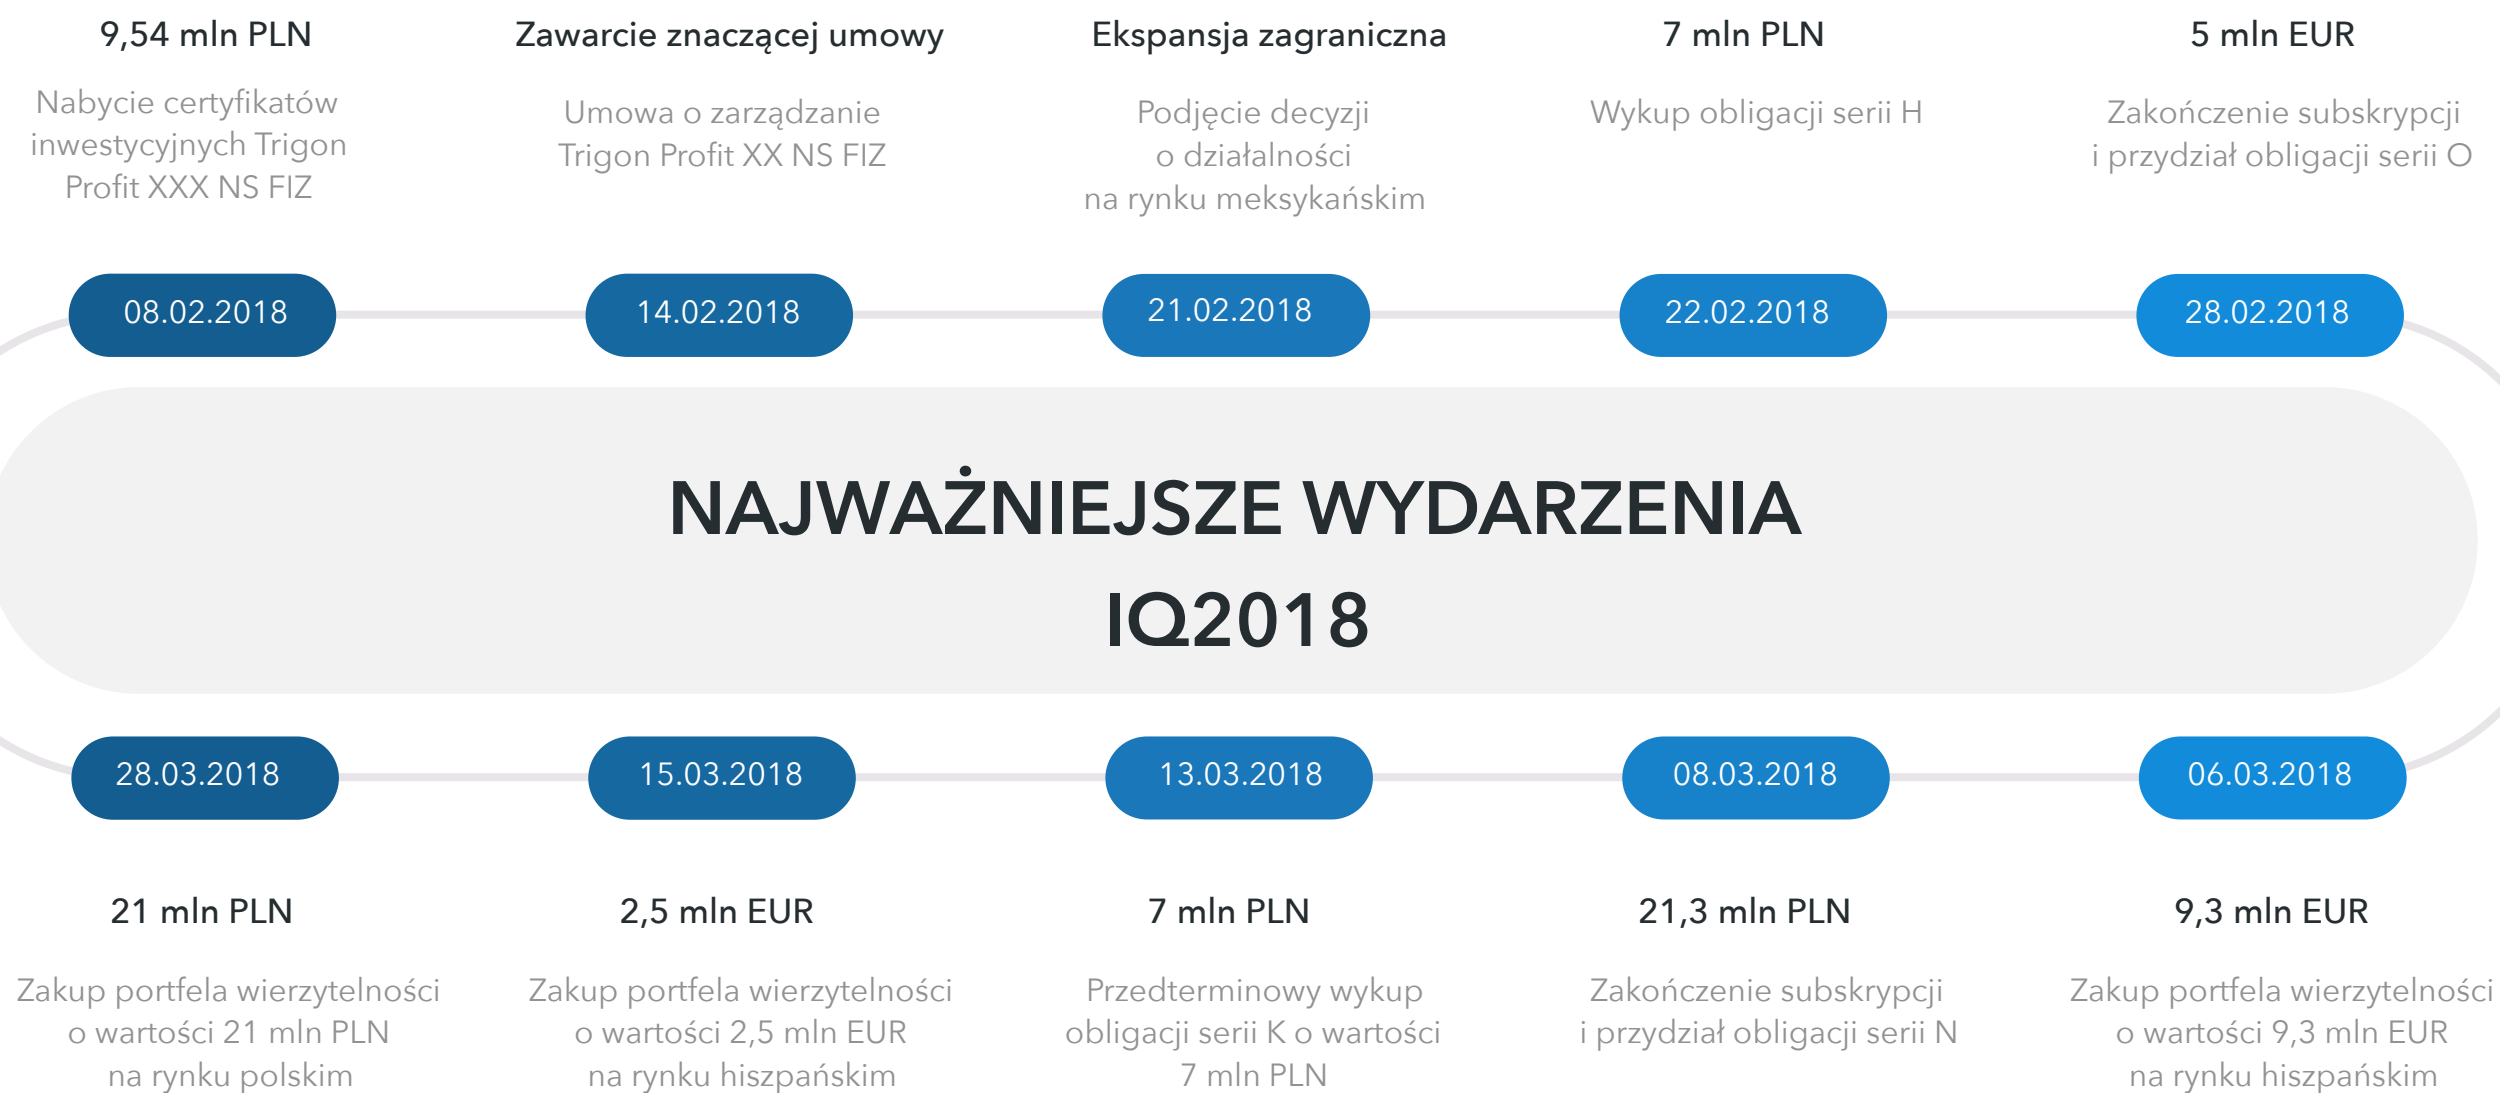 9,54 mln PLN
Nabycie certyfikatów
inwestycyjnych Trigon
Profit XXX NS FIZ
08.02.2018
Zawarcie znaczącej umowy
Umowa o zarządzanie
Trigon Profit XX NS FIZ
14.02.2018
Ekspansja zagraniczna
Podjęcie decyzji
o działalności
na rynku meksykańskim
21.02.2018
7 mln PLN
Wykup obligacji serii H
22.02.2018
5 mln EUR
Zakończenie subskrypcji
i przydział obligacji serii O
28.02.2018
NAJWAŻNIEJSZE WYDARZENIA
IQ2018
28.03.2018
21 mln PLN
Zakup portfela wierzytelności
o wartości 21 mln PLN
na rynku polskim
15.03.2018
2,5 mln EUR
Zakup portfela wierzytelności
o wartości 2,5 mln EUR
na rynku hiszpańskim
13.03.2018
7 mln PLN
Przedterminowy wykup
obligacji serii K o wartości
7 mln PLN
08.03.2018
21,3 mln PLN
Zakończenie subskrypcji
i przydział obligacji serii N
06.03.2018
9,3 mln EUR
Zakup portfela wierzytelności
o wartości 9,3 mln EUR
na rynku hiszpańskim